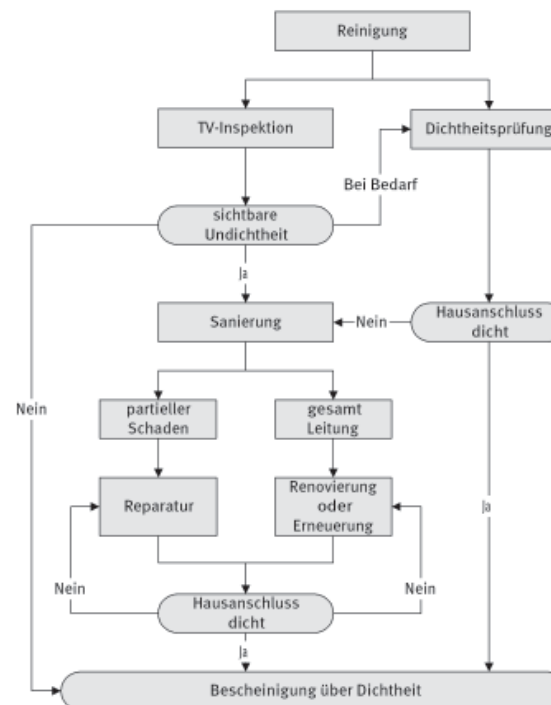 Reinigung
TV-Inspektion
Dichtheitsprüfung
Bei Bedarf
sichtbare
Undichtheit
Ja
Sanierung
Nein
Hausanschluss
dicht
Nein
partieller
Schaden
gesamt
Leitung
Reparatur
Renovierung
oder
Erneuerung
Ja
Nein
Nein
Hausanschluss
dicht
Ja
Bescheinigung über Dichtheit